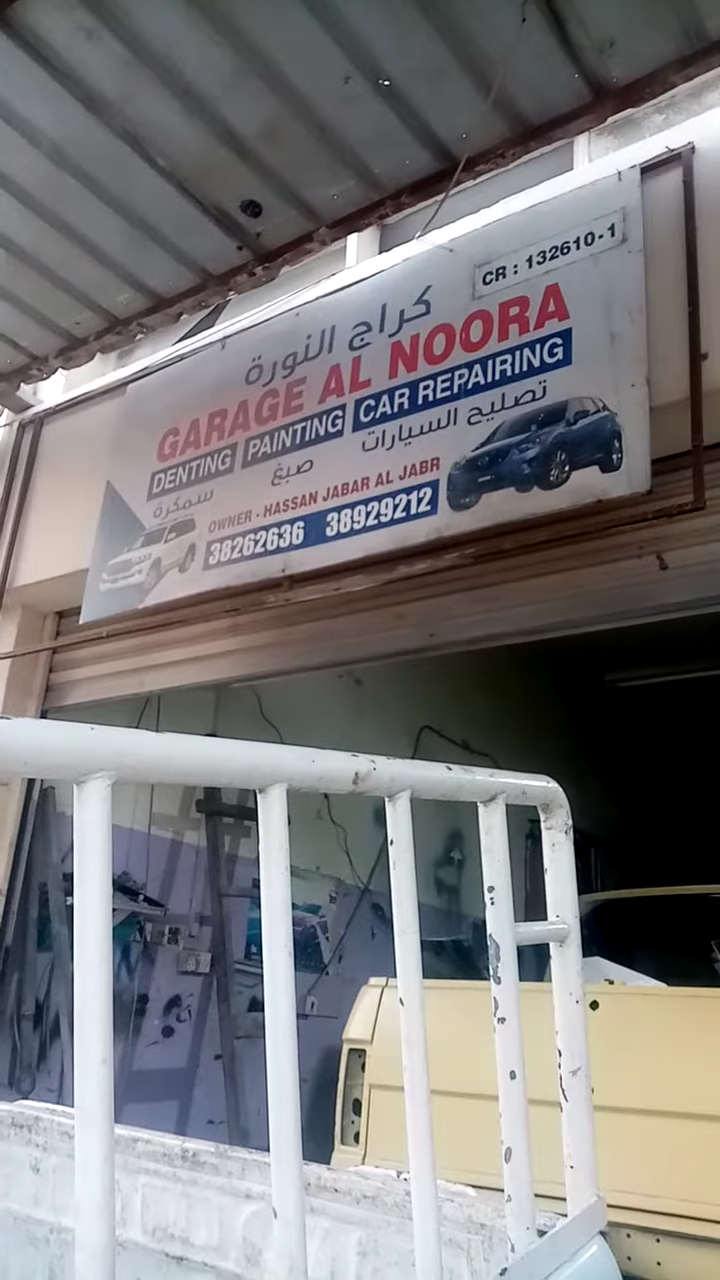 CR : 132610-1
كراج النورة
GARAGE AL NOORA
DENTING PAINTING CAR REPAIRING
سمكرة صبغ تصليح السيارات
OWNER - HASSAN JABAR AL JABR
38262636 38929212